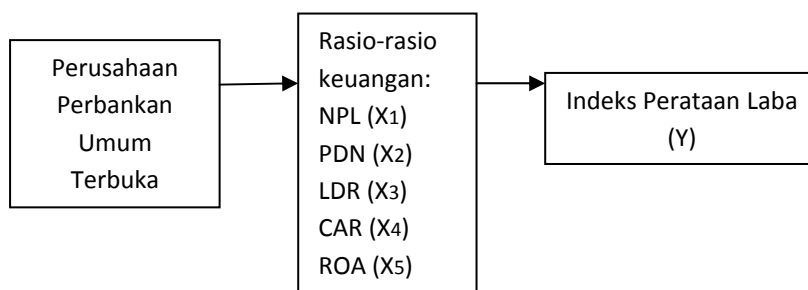 Perusahaan
Perbankan
Umum
Terbuka
Rasio-rasio
keuangan:
NPL (X1)
PDN (X2)
LDR (X3)
CAR (X4)
ROA (X5)
Indeks Perataan Laba
(Y)